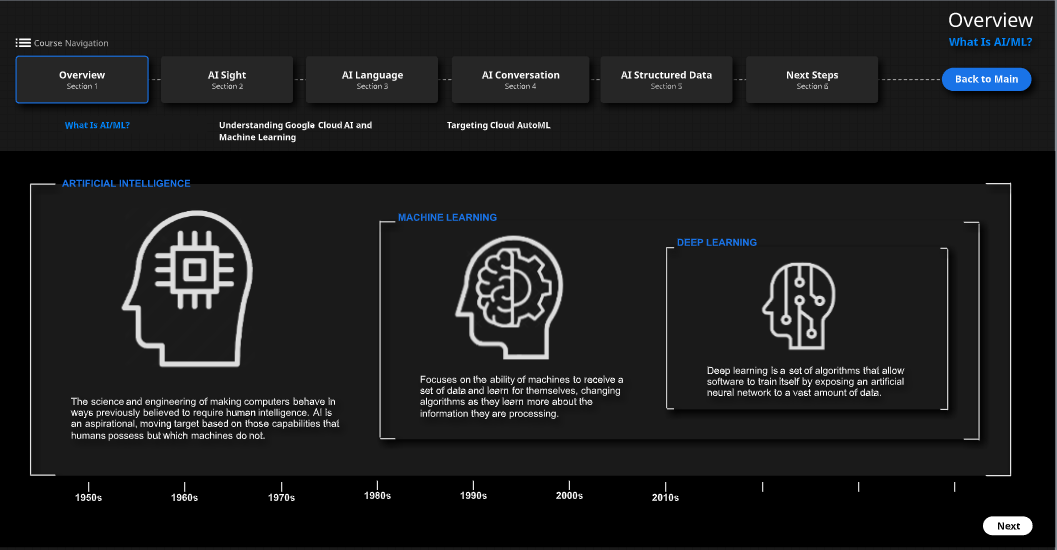 Overview
What Is AI/ML?
Course Navigation
Overview
Section 1
AI Sight
Section 2
AI Language
Section 3
AI Conversation
Section 4
AI Structured Data
Section 5
Next Steps
Section 6
Back to Main
What Is AI/ML?
Understanding Google Cloud AI and
Machine Learning
Targeting Cloud AutoML
ARTIFICIAL INTELLIGENCE
The science and engineering of making computers behave in
ways previously believed to require human intelligence. AI is
an aspirational, moving target based on those capabilities that
humans possess but which machines do not.
MACHINE LEARNING
Focuses on the ability of machines to receive a
set of data and learn for themselves, changing
algorithms as they learn more about the
information they are processing.
DEEP LEARNING
Deep learning is a set of algorithms that allow
software to train itself by exposing an artificial
neural network to a vast amount of data.
1950s
1960s
1970s
1980s
1990s
2000s
2010s
Next